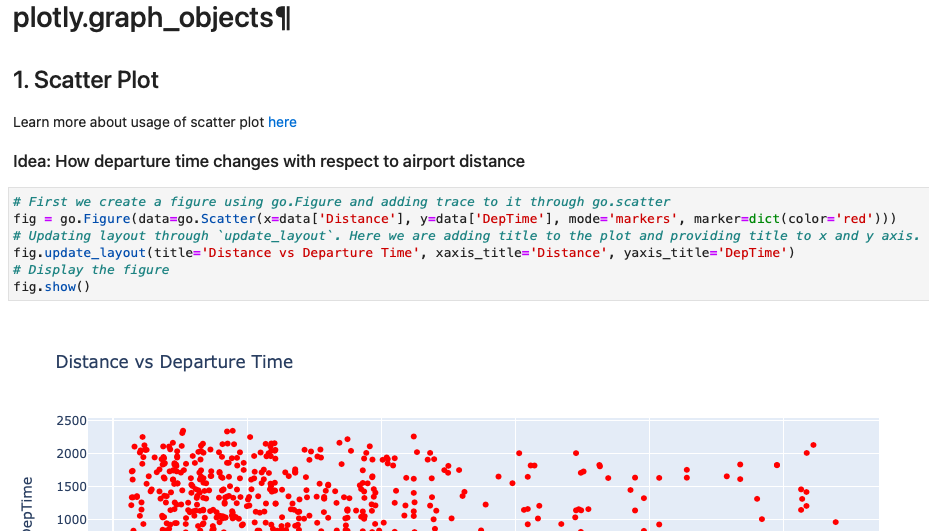 plotly.graph_objects¶
1. Scatter Plot
Learn more about usage of scatter plot here
Idea: How departure time changes with respect to airport distance
# First we create a figure using go.Figure and adding trace to it through go.scatter
fig = go.Figure(data=go.Scatter(x=data['Distance'], y=data['DepTime'], mode='markers', marker=dict(color='red')))
# Updating layout through `update_layout`. Here we are adding title to the plot and providing title to x and y axis.
fig.update_layout(title='Distance vs Departure Time', xaxis_title='Distance', yaxis_title='DepTime')
# Display the figure
fig.show()
Distance vs Departure Time
2500
2000
1500
1000
DepTime